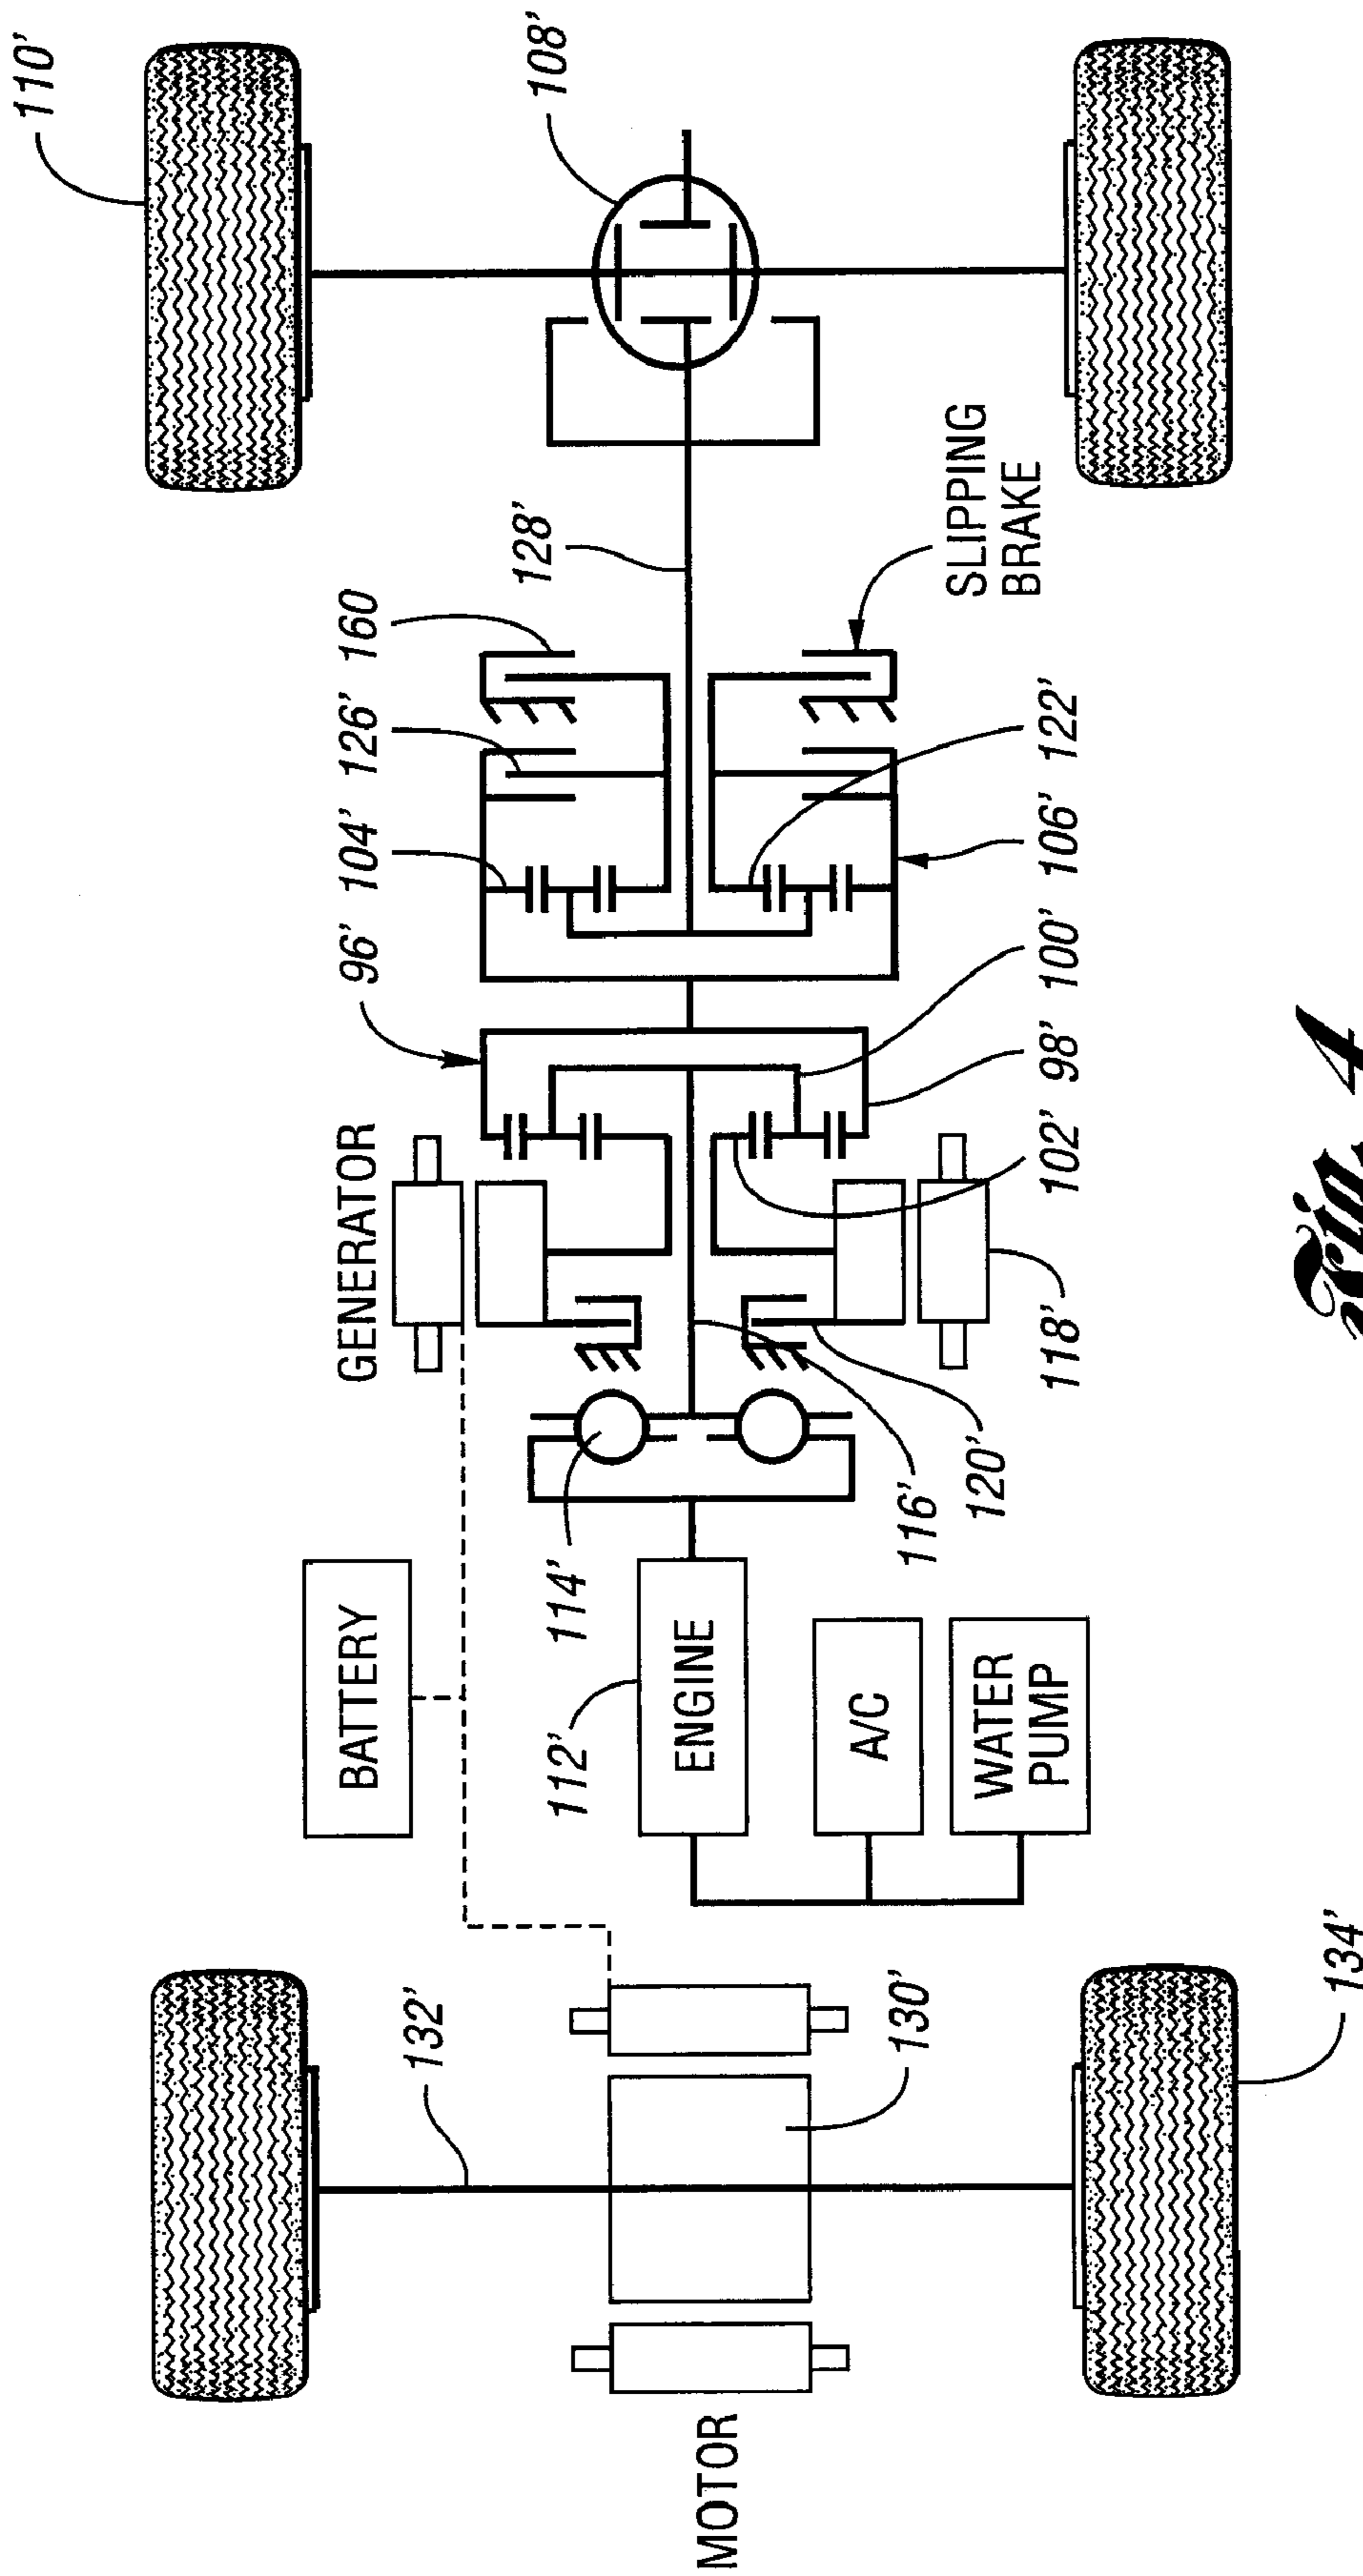 110'
108'
128'
SLIPPING
BRAKE
160
126'
104'
96'
122'
106'
100'
98'
102'
GENERATOR
118'
120'
116'
114'
BATTERY
112'
ENGINE
A/C
WATER
PUMP
132'
130'
134'
MOTOR
Fig. 4